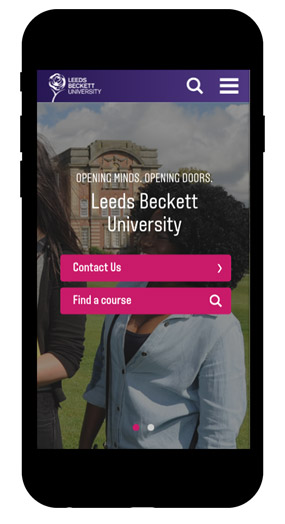 LEEDS
BECKETT
UNIVERSITY
OPENING MINDS. OPENING DOORS.
Leeds Beckett
University
Contact Us
Find a course